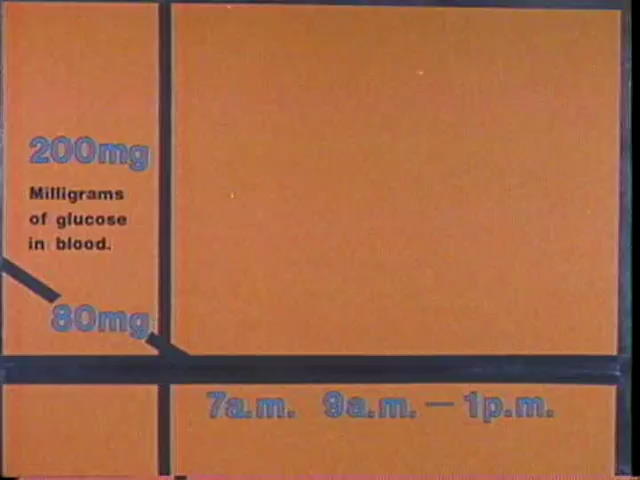 200mg
Milligrams
of glucose
in blood.
80mg
7a.m. 9a.m. — 1p.m.